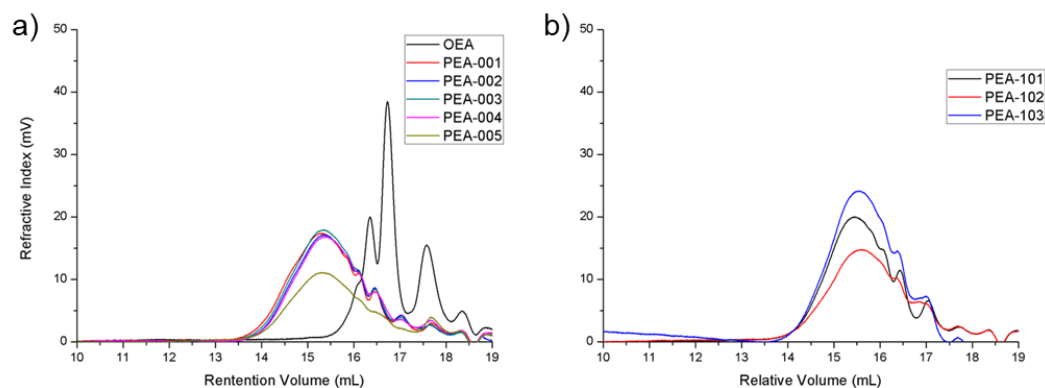 a)
50
40
30
20
10
0
Refractive Index (mV)
10 11 12 13 14 15 16 17 18 19
Rentention Volume (mL)
OEA
PEA-001
PEA-002
PEA-003
PEA-004
PEA-005
b)
50
40
30
20
10
0
10 11 12 13 14 15 16 17 18 19
Relative Volume (mL)
PEA-101
PEA-102
PEA-103